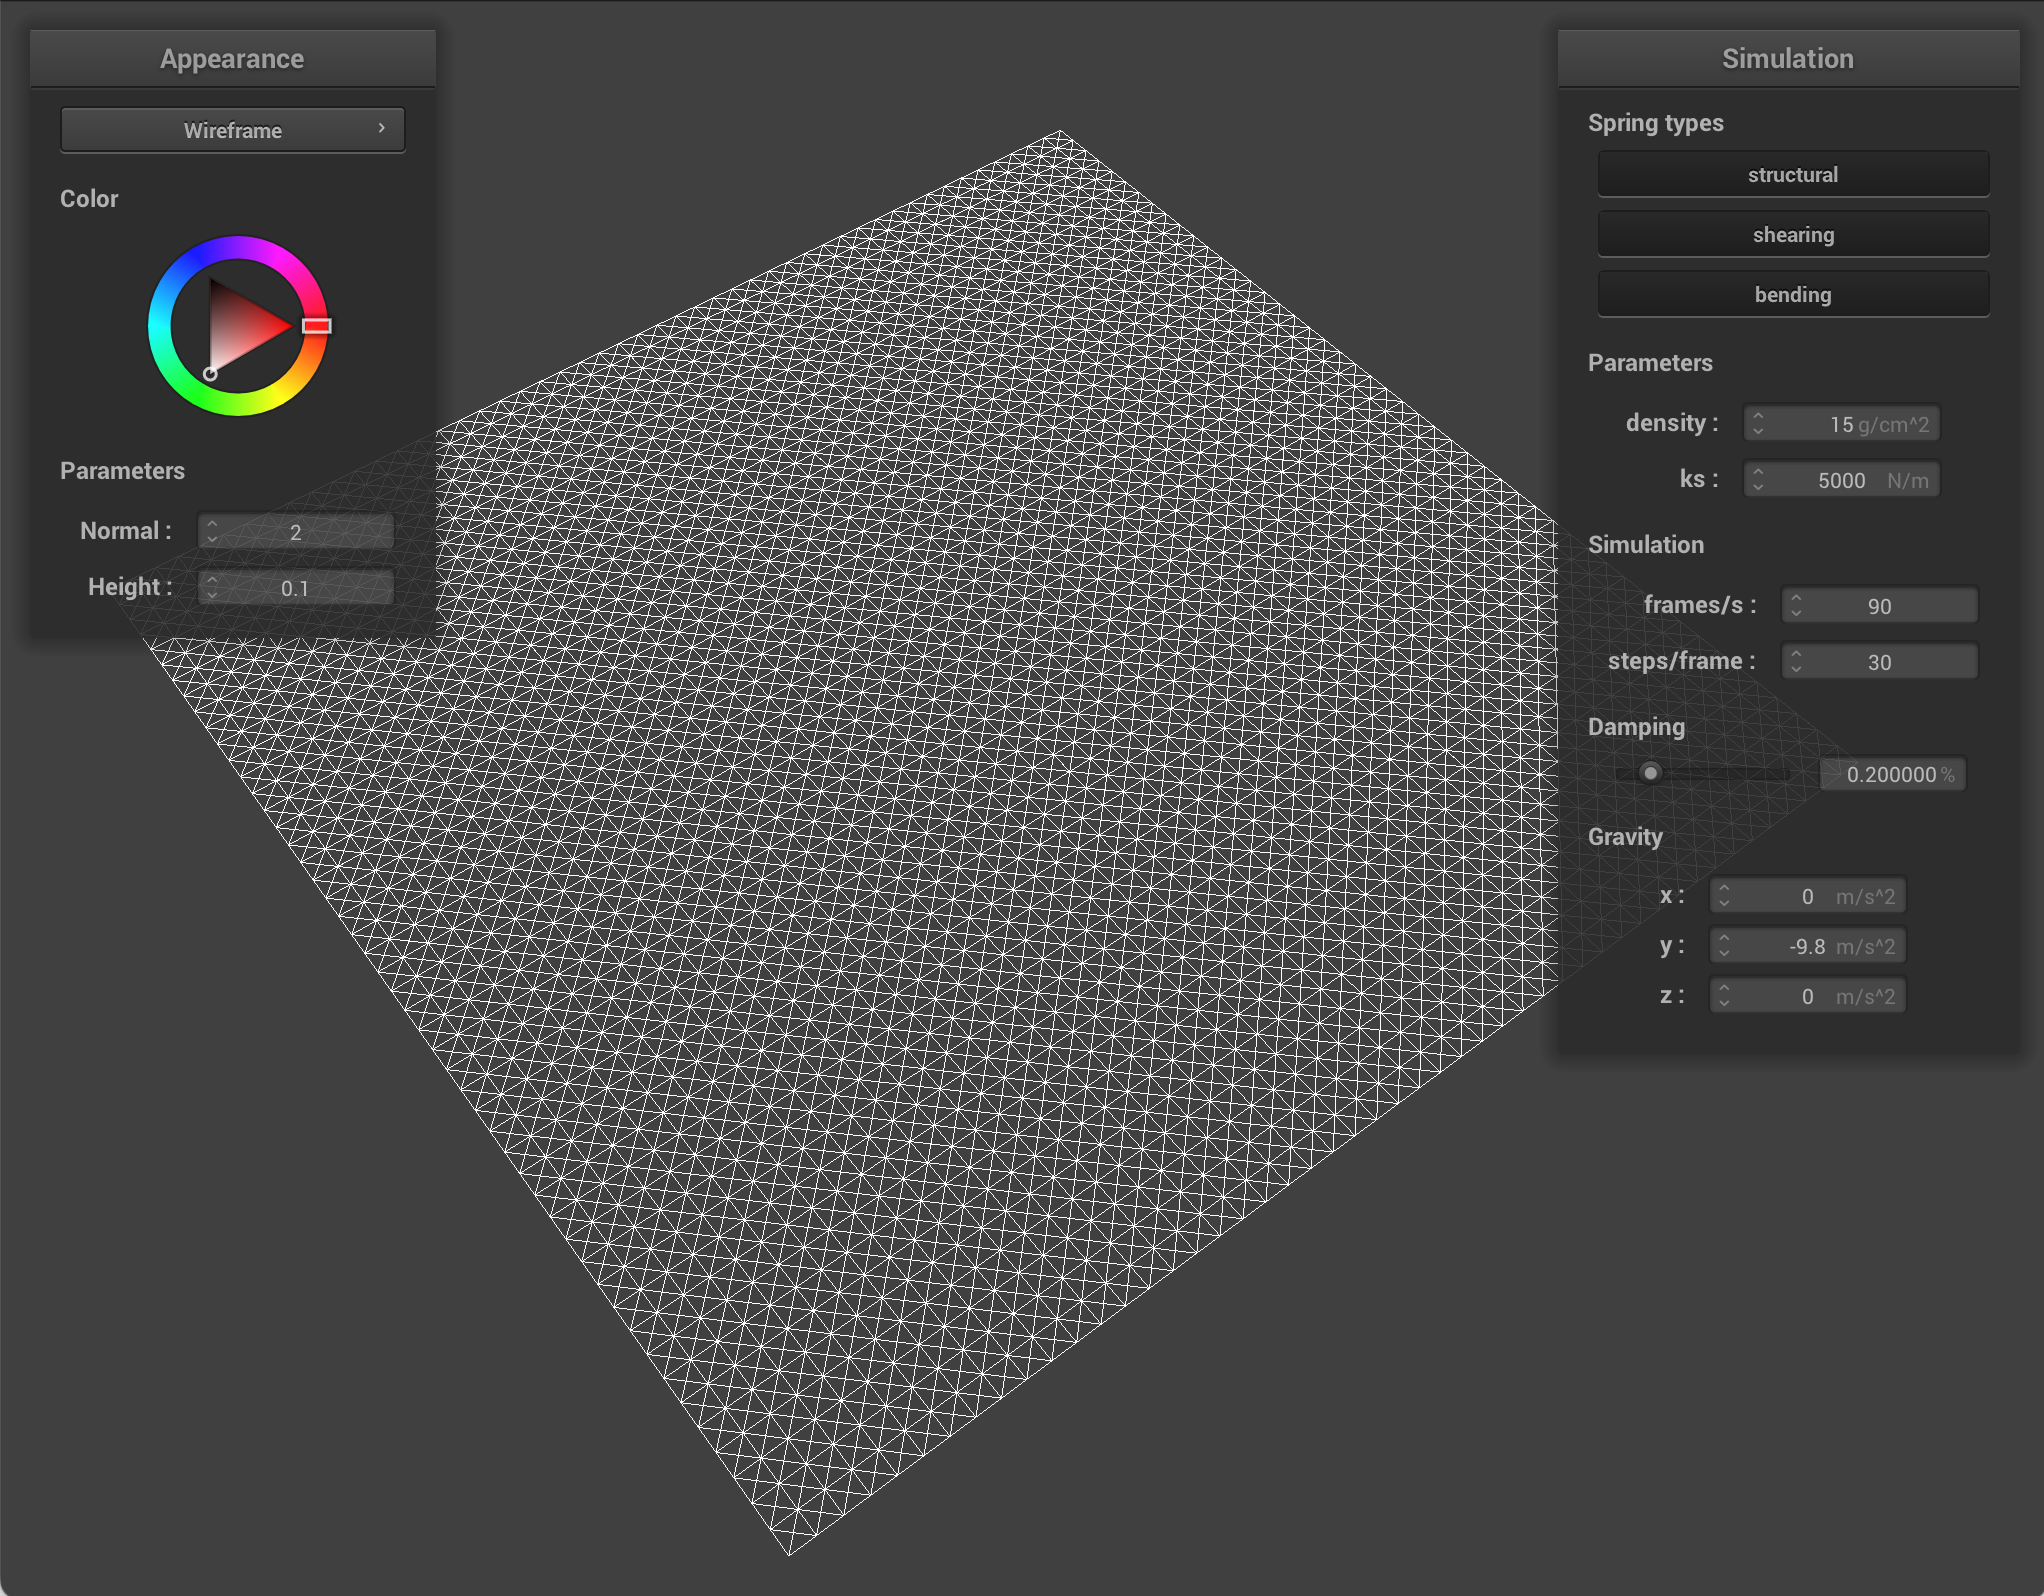 Appearance
Wireframe
Color
Parameters
Normal : 2
Height : 0.1
Simulation
Spring types
structural
shearing
bending
Parameters
density : 15 g/cm^2
ks : 5000 N/m
Simulation
frames/s : 90
steps/frame : 30
Damping
0.200000 %
Gravity
x : 0 m/s^2
y : -9.8 m/s^2
z : 0 m/s^2